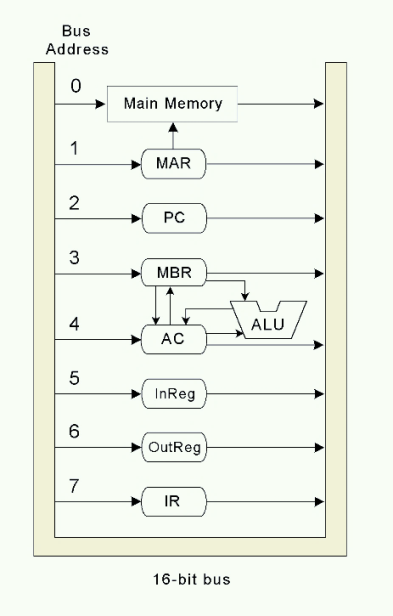 Bus
Address
0
Main Memory
1
MAR
2
PC
3
MBR
ALU
4
AC
5
InReg
6
OutReg
7
IR
16-bit bus